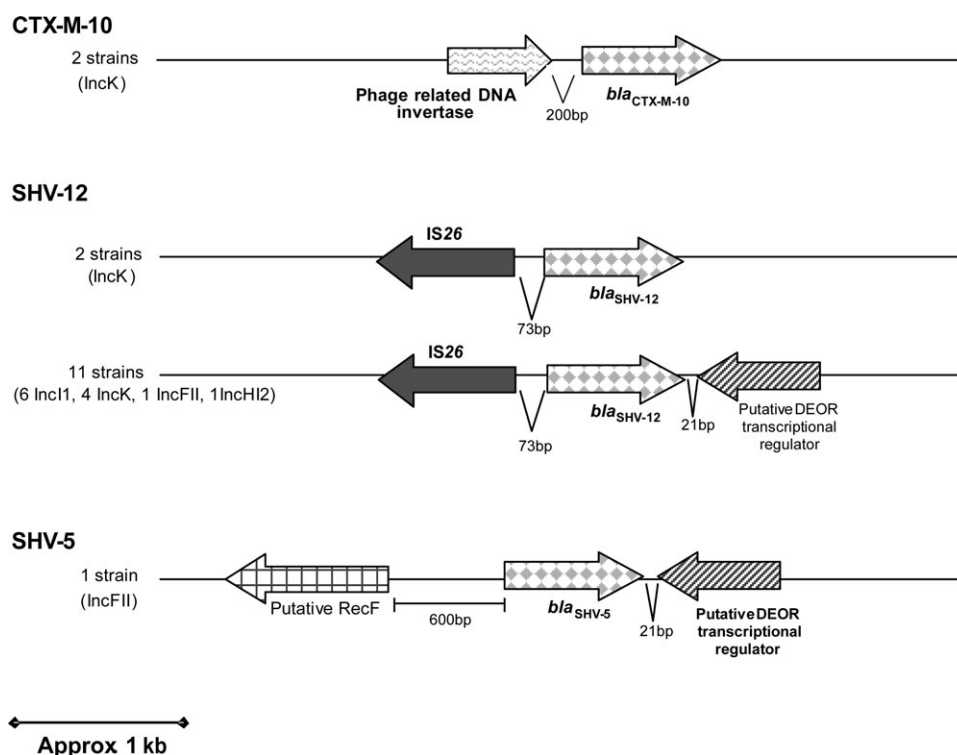 CTX-M-10
2 strains
(IncK)
Phage related DNA
invertase
200bp
blaCTX-M-10
SHV-12
2 strains
(IncK)
IS26
73bp
blaSHV-12
11 strains
(6 IncI1, 4 IncK, 1 IncFII, 1IncHI2)
IS26
73bp
blaSHV-12
21bp
Putative DEOR
transcriptional
regulator
SHV-5
1 strain
(IncFII)
Putative RecF
600bp
blaSHV-5
21bp
Putative DEOR
transcriptional
regulator
Approx 1 kb